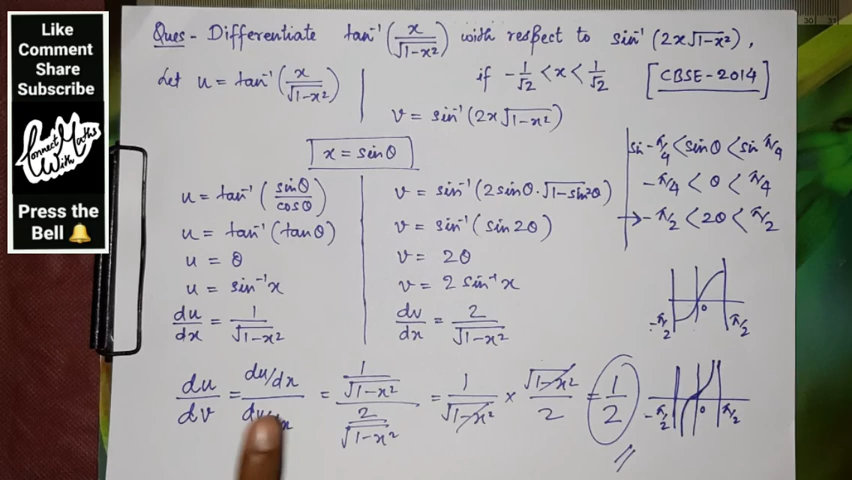 Like
Comment
Share
Subscribe
Connect
With
Maths
Press the
Bell 🔔
Ques - Differentiate tan⁻¹(x/√(1-x²)) with respect to sin⁻¹(2x√(1-x²)),
if -1/√2 < x < 1/√2 [CBSE-2014]
Let u = tan⁻¹(x/√(1-x²))
v = sin⁻¹(2x√(1-x²))
x = sinθ
u = tan⁻¹(sinθ/cosθ)
u = tan⁻¹(tanθ)
u = θ
u = sin⁻¹x
du/dx = 1/√(1-x²)
v = sin⁻¹(2sinθ·√(1-sin²θ))
v = sin⁻¹(sin2θ)
v = 2θ
v = 2 sin⁻¹x
dv/dx = 2/√(1-x²)
sin-π/4 < sinθ < sin π/4
-π/4 < θ < π/4
→ -π/2 < 2θ < π/2
-π/2 0 π/2
du/dv = (du/dx)/(dv/dx) = (1/√(1-x²))/(2/√(1-x²)) = 1/√(1-x²) × √(1-x²)/2 = 1/2
-π/2 0 π/2